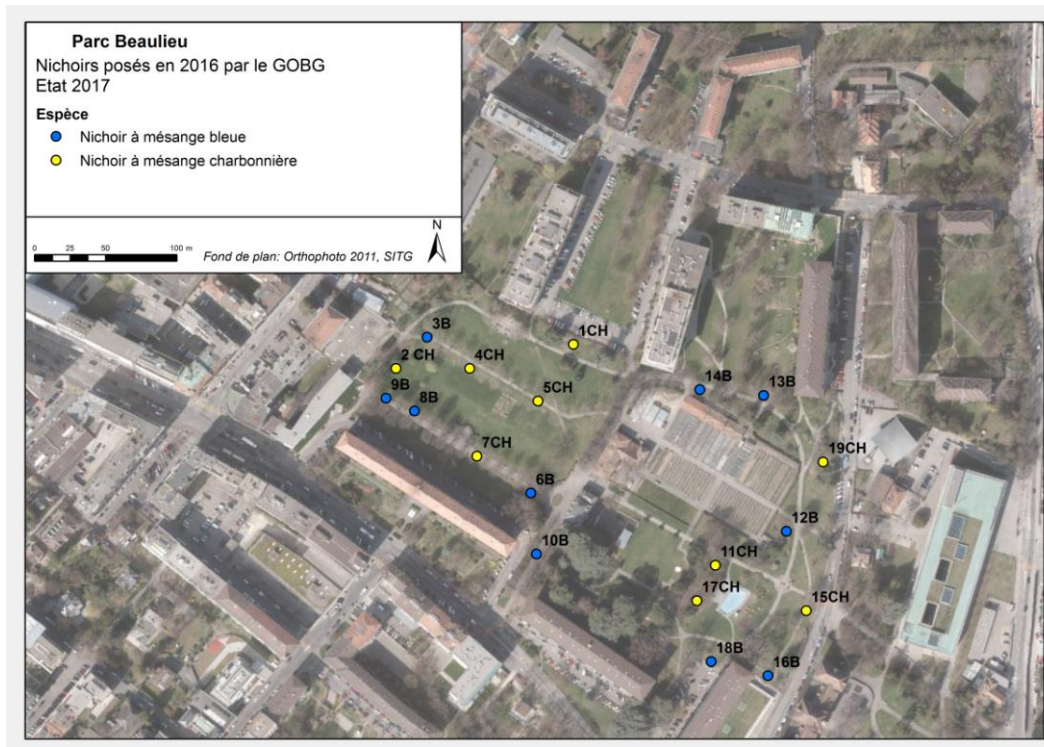 Parc Beaulieu
Nichoirs posés en 2016 par le GOBG
Etat 2017
Espèce
Nichoir à mésange bleue
Nichoir à mésange charbonnière
0 25 50 100 m
Fond de plan: Orthophoto 2011, SITG
N
3B
1CH
2 CH
4CH
9B
8B
5CH
14B
13B
7CH
19CH
6B
12B
10B
11CH
17CH
15CH
18B
16B